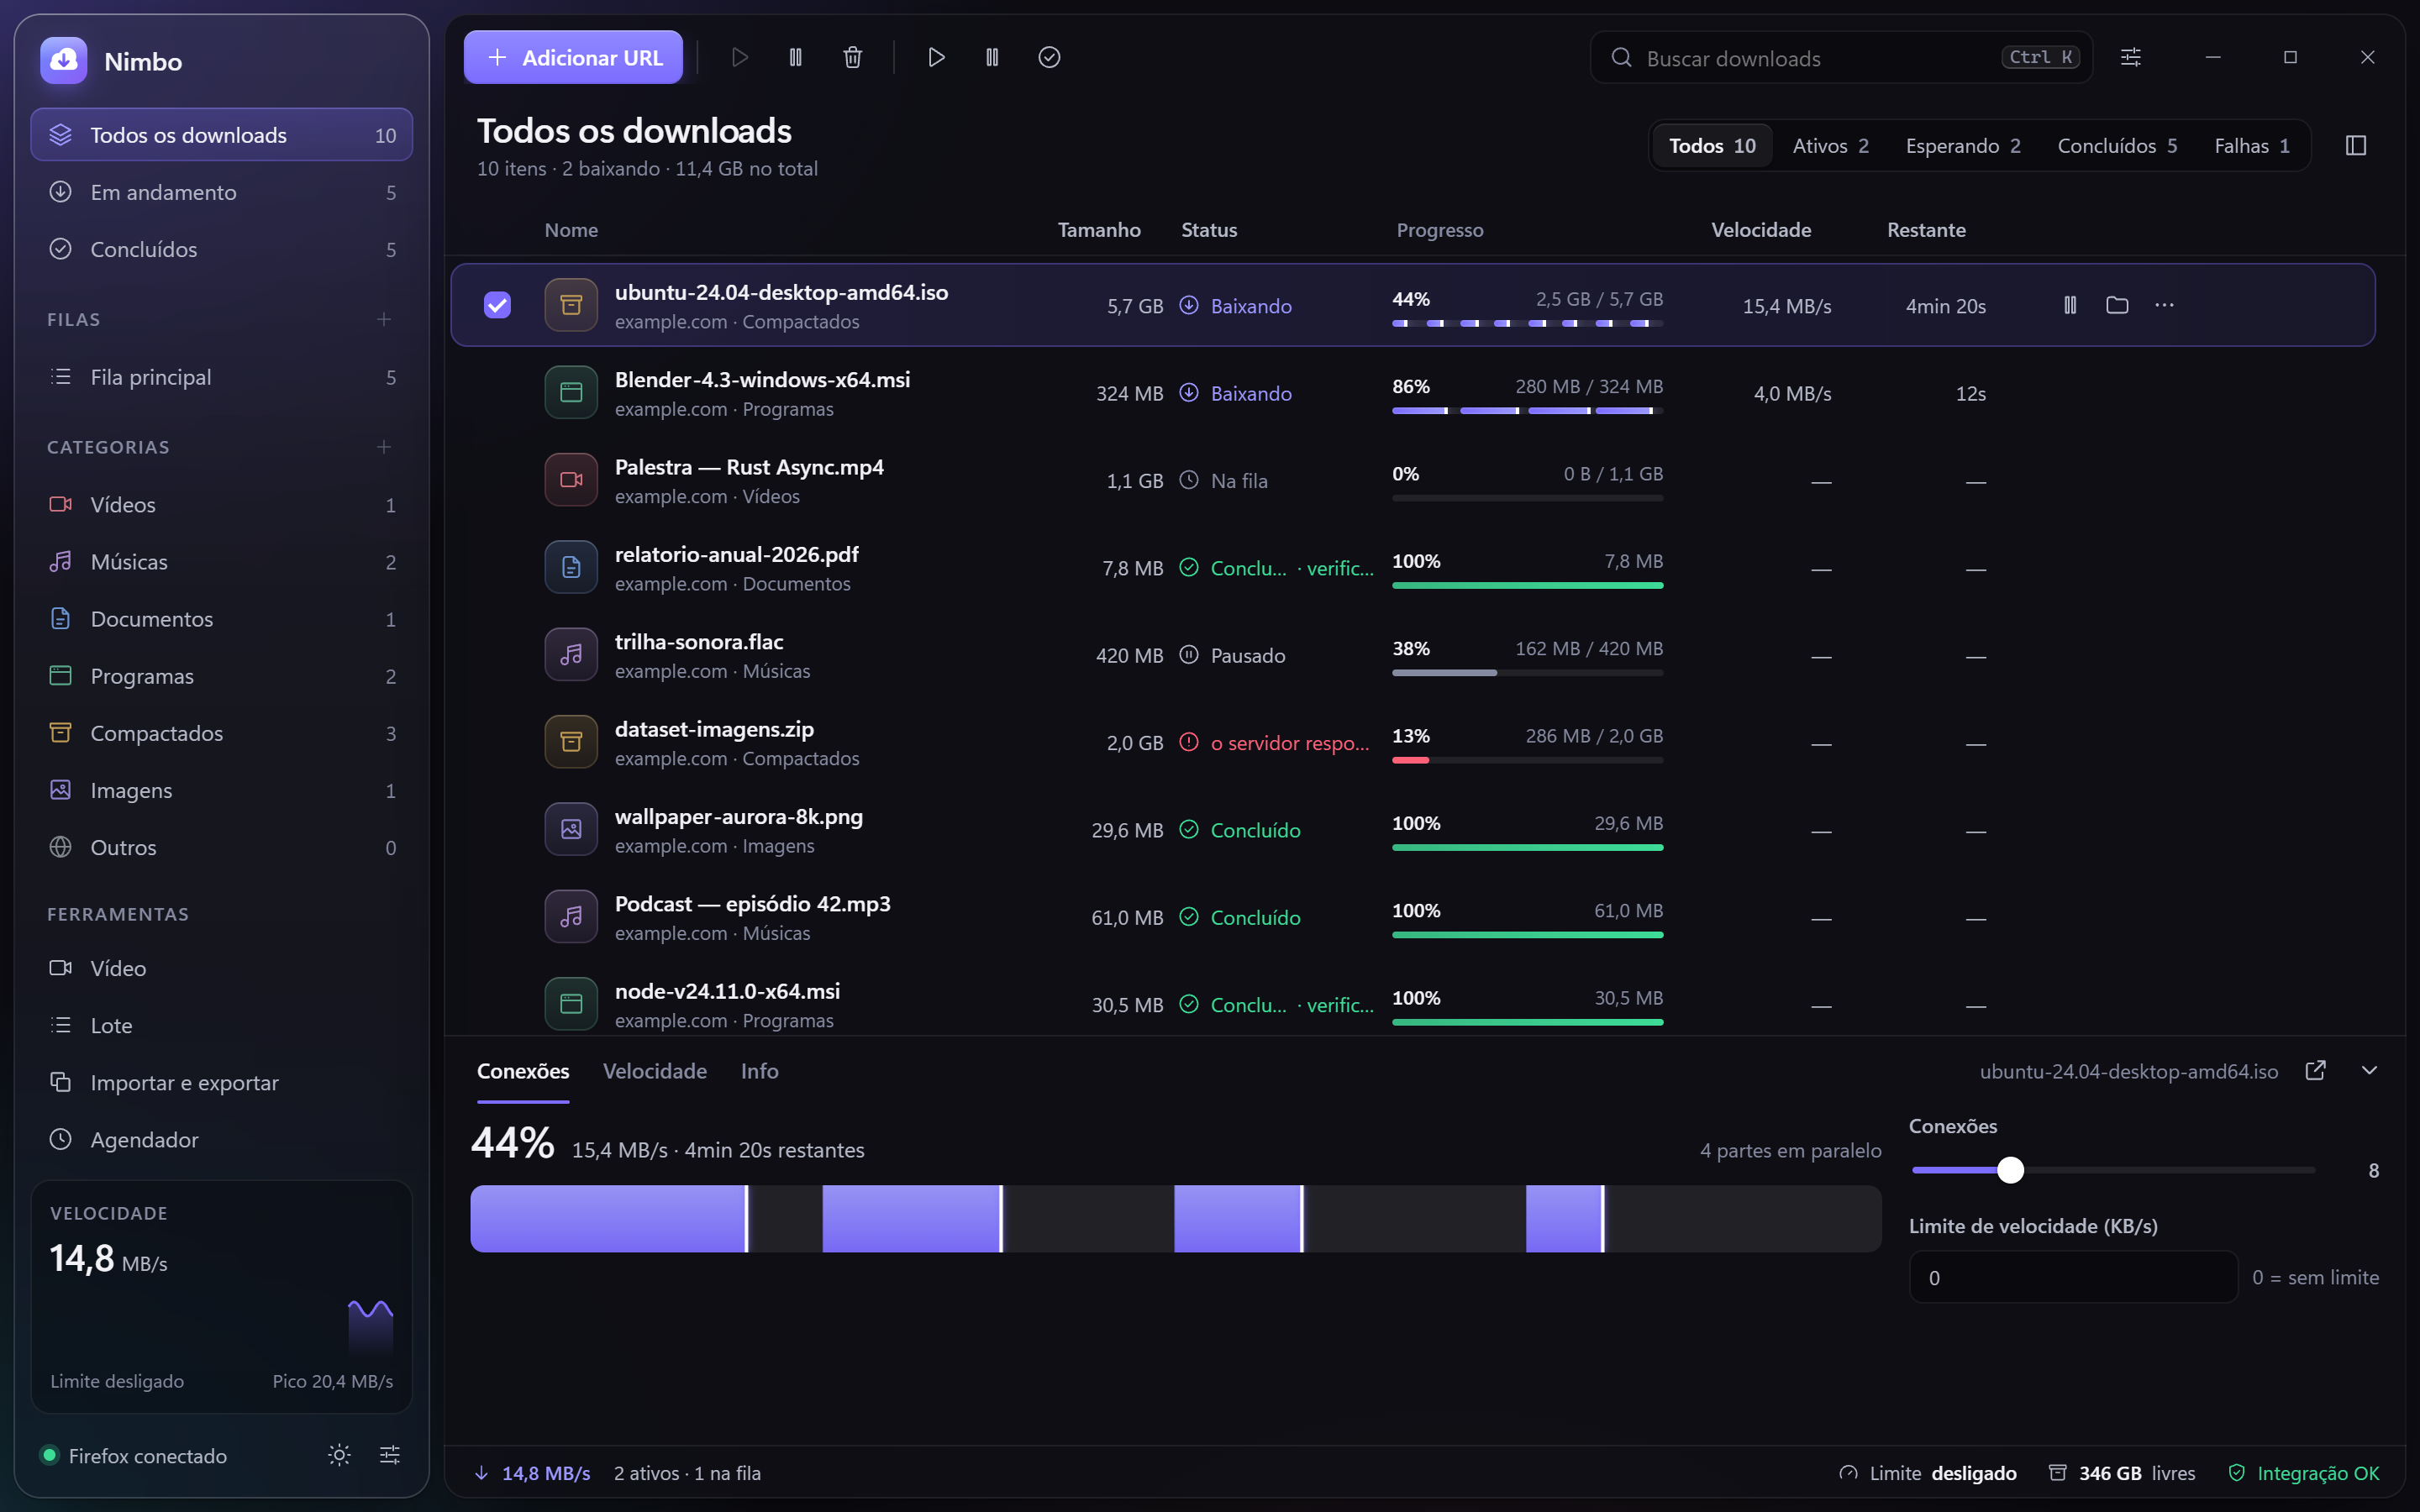 Nimbo
Todos os downloads 10
Em andamento 5
Concluídos 5
FILAS
Fila principal 5
CATEGORIAS
Vídeos 1
Músicas 2
Documentos 1
Programas 2
Compactados 3
Imagens 1
Outros 0
FERRAMENTAS
Vídeo
Lote
Importar e exportar
Agendador
VELOCIDADE
14,8 MB/s
Limite desligado Pico 20,4 MB/s
Firefox conectado
Adicionar URL
Buscar downloads Ctrl K
Todos os downloads
10 itens · 2 baixando · 11,4 GB no total
Todos 10 Ativos 2 Esperando 2 Concluídos 5 Falhas 1
Nome Tamanho Status Progresso Velocidade Restante
ubuntu-24.04-desktop-amd64.iso
example.com · Compactados
5,7 GB Baixando 44% 2,5 GB / 5,7 GB 15,4 MB/s 4min 20s
Blender-4.3-windows-x64.msi
example.com · Programas
324 MB Baixando 86% 280 MB / 324 MB 4,0 MB/s 12s
Palestra — Rust Async.mp4
example.com · Vídeos
1,1 GB Na fila 0% 0 B / 1,1 GB — —
relatorio-anual-2026.pdf
example.com · Documentos
7,8 MB Conclu... · verific... 100% 7,8 MB — —
trilha-sonora.flac
example.com · Músicas
420 MB Pausado 38% 162 MB / 420 MB — —
dataset-imagens.zip
example.com · Compactados
2,0 GB o servidor respo... 13% 286 MB / 2,0 GB — —
wallpaper-aurora-8k.png
example.com · Imagens
29,6 MB Concluído 100% 29,6 MB — —
Podcast — episódio 42.mp3
example.com · Músicas
61,0 MB Concluído 100% 61,0 MB — —
node-v24.11.0-x64.msi
example.com · Programas
30,5 MB Conclu... · verific... 100% 30,5 MB — —
Conexões Velocidade Info
ubuntu-24.04-desktop-amd64.iso
44% 15,4 MB/s · 4min 20s restantes
4 partes em paralelo
Conexões
8
Limite de velocidade (KB/s)
0 0 = sem limite
14,8 MB/s 2 ativos · 1 na fila
Limite desligado 346 GB livres Integração OK